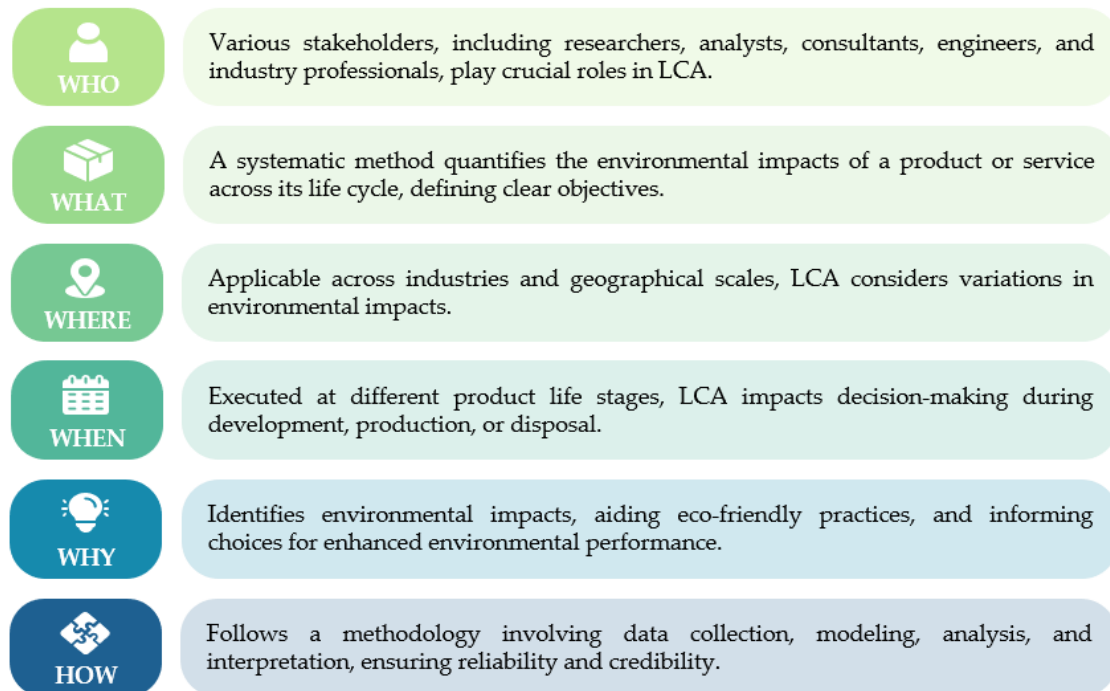 WHO
Various stakeholders, including researchers, analysts, consultants, engineers, and
industry professionals, play crucial roles in LCA.
WHAT
A systematic method quantifies the environmental impacts of a product or service
across its life cycle, defining clear objectives.
WHERE
Applicable across industries and geographical scales, LCA considers variations in
environmental impacts.
WHEN
Executed at different product life stages, LCA impacts decision-making during
development, production, or disposal.
WHY
Identifies environmental impacts, aiding eco-friendly practices, and informing
choices for enhanced environmental performance.
HOW
Follows a methodology involving data collection, modeling, analysis, and
interpretation, ensuring reliability and credibility.